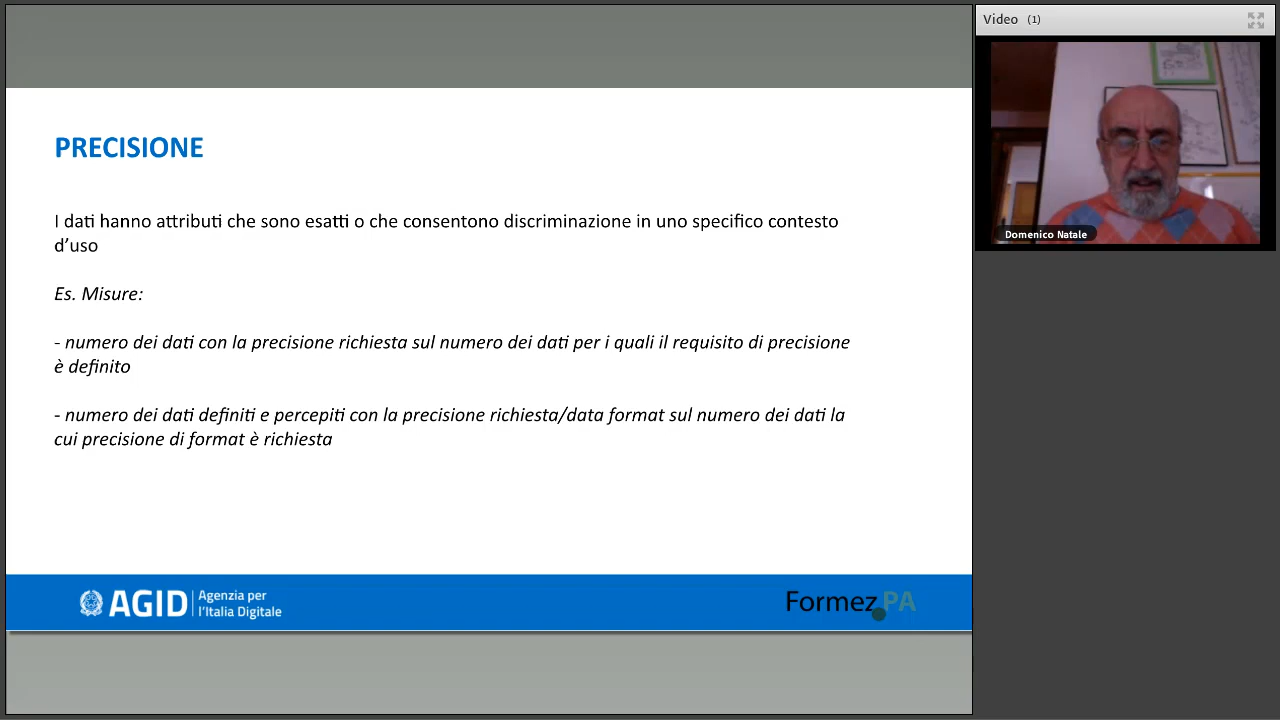 Video (1)
PRECISIONE
I dati hanno attributi che sono esatti o che consentono discriminazione in uno specifico contesto
d’uso
Es. Misure:
- numero dei dati con la precisione richiesta sul numero dei dati per i quali il requisito di precisione
è definito
- numero dei dati definiti e percepiti con la precisione richiesta/data format sul numero dei dati la
cui precisione di format è richiesta
Domenico Natale
AGID Agenzia per
l’Italia Digitale
Formez PA